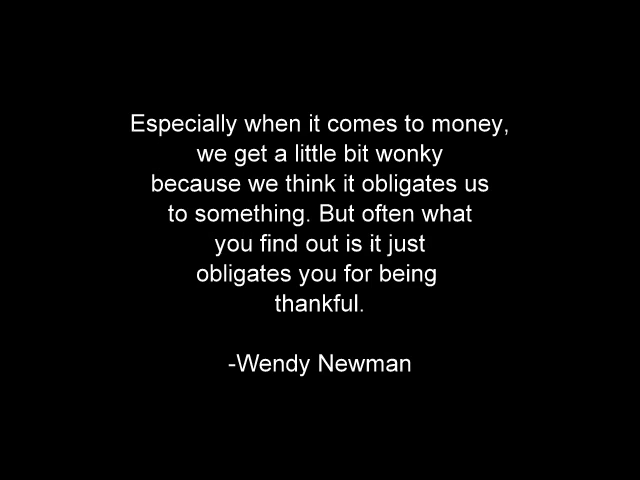 Especially when it comes to money,
we get a little bit wonky
because we think it obligates us
to something. But often what
you find out is it just
obligates you for being
thankful.
-Wendy Newman